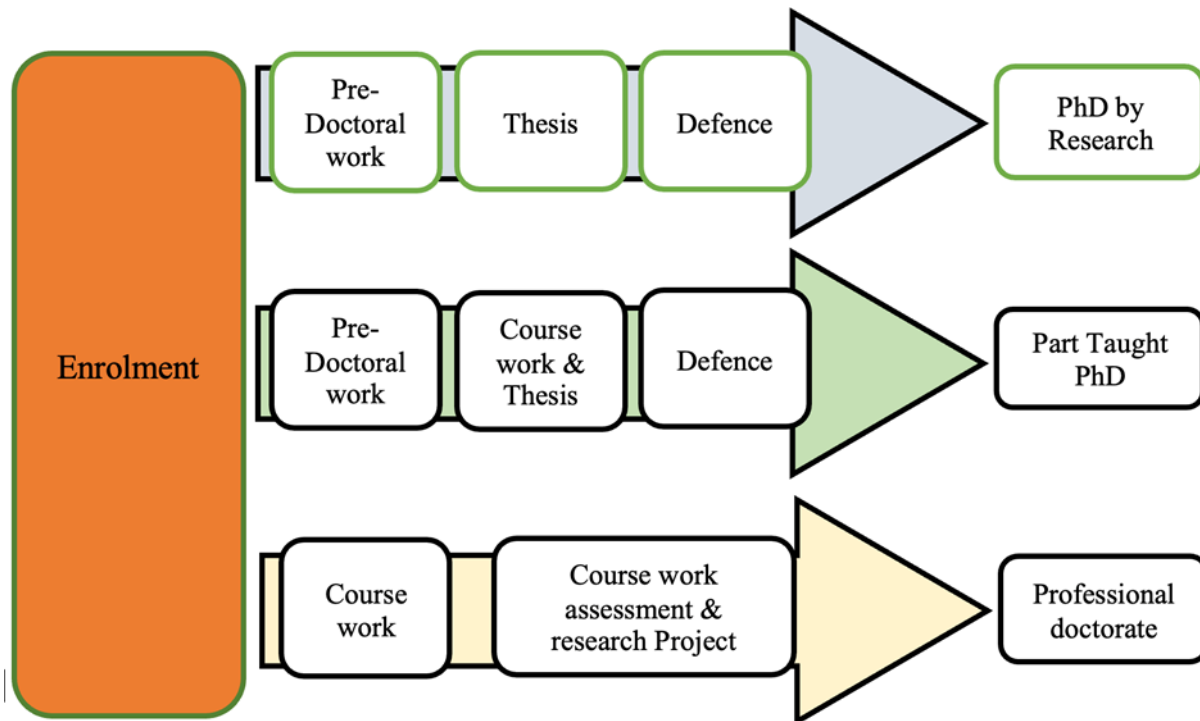 Enrolment
Pre-
Doctoral
work
Thesis
Defence
PhD by
Research
Pre-
Doctoral
work
Course
work &
Thesis
Defence
Part Taught
PhD
Course
work
Course work
assessment &
research Project
Professional
doctorate